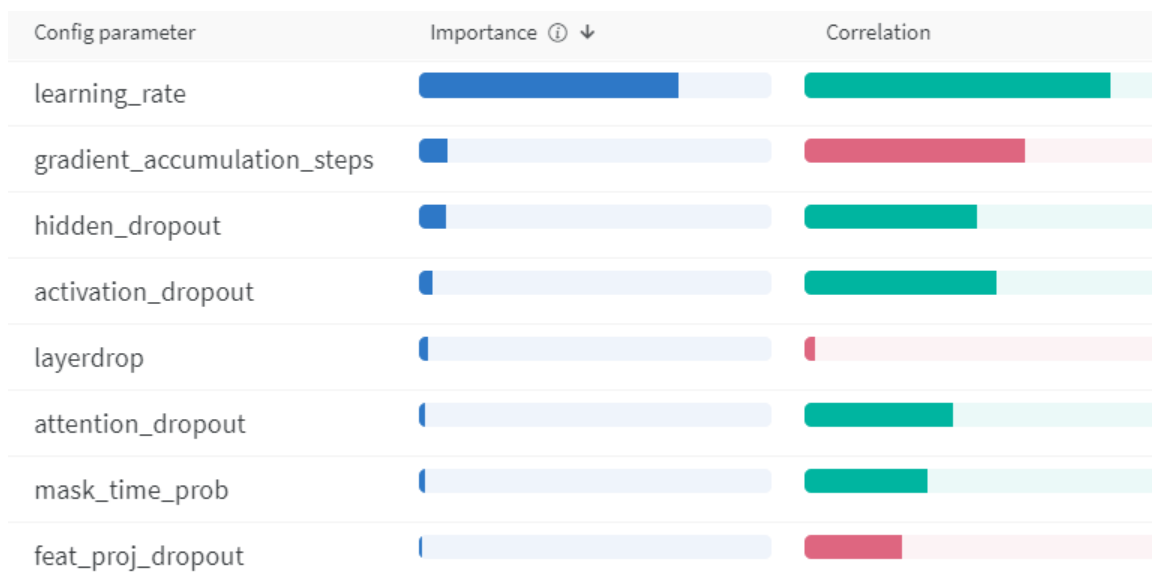 Config parameter Importance ⓘ ↓ Correlation
learning_rate
gradient_accumulation_steps
hidden_dropout
activation_dropout
layerdrop
attention_dropout
mask_time_prob
feat_proj_dropout